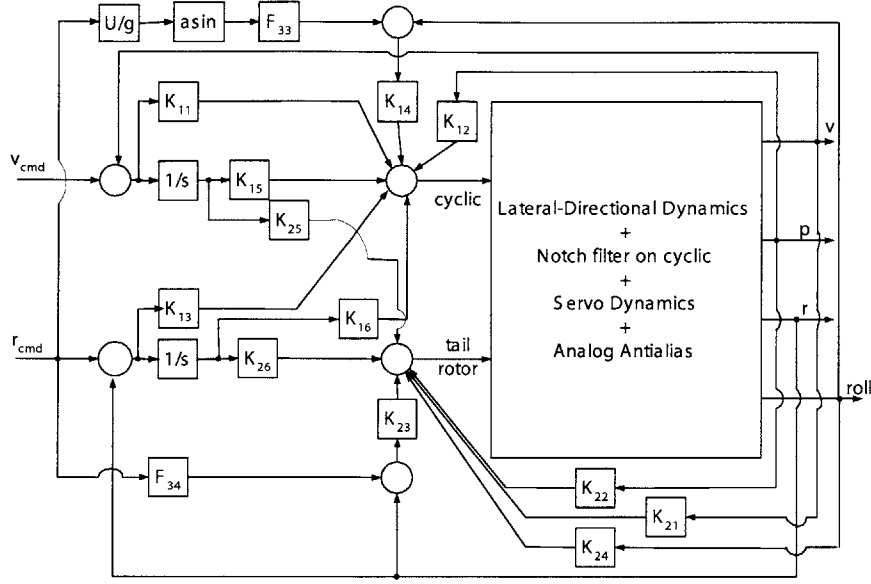 U/g
asin
F33
K11
K14
K12
v
vcmd
1/s
K15
cyclic
K25
Lateral-Directional Dynamics
+
Notch filter on cyclic
+
Servo Dynamics
+
Analog Antialias
p
K13
K16
r
rcmd
1/s
K26
tail
rotor
roll
K23
F34
K22
K21
K24